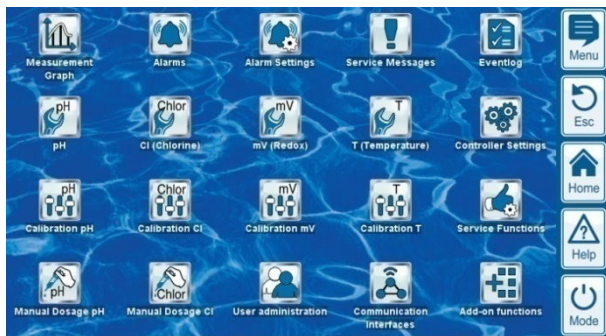 Measurement
Graph
Alarms
Alarm Settings
Service Messages
Eventlog
Menu
pH
pH
Chlor
Cl (Chlorine)
mV
mV (Redox)
T
T (Temperature)
Controller Settings
Esc
pH
Calibration pH
Chlor
Calibration Cl
mV
Calibration mV
T
Calibration T
Service Functions
Home
pH
Manual Dosage pH
Chlor
Manual Dosage Cl
User administration
Communication
Interfaces
Add-on functions
Help
Mode